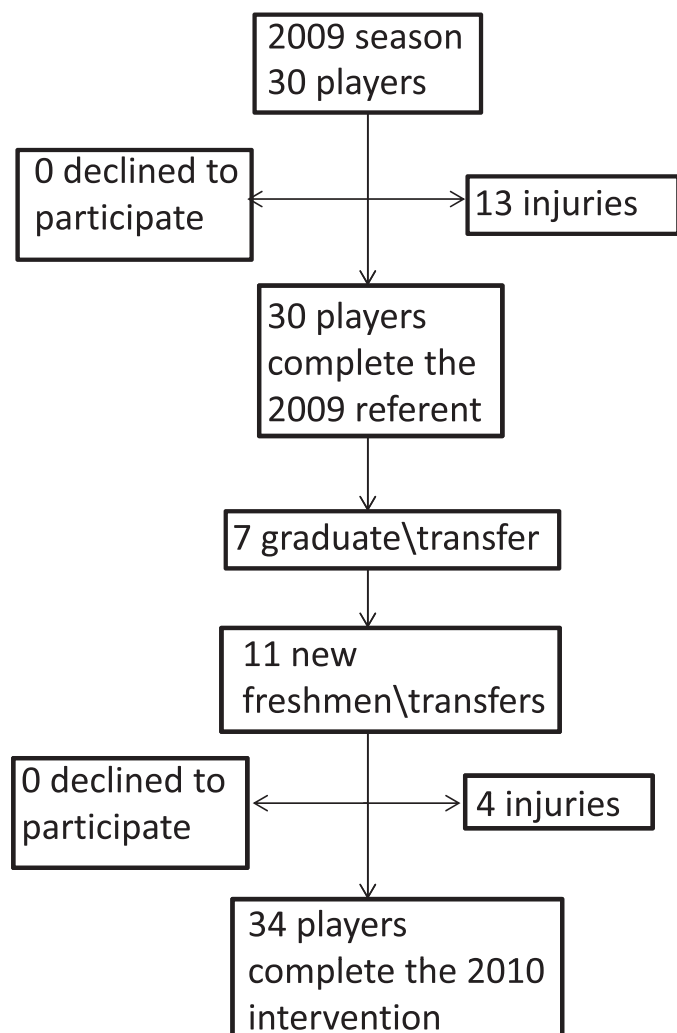 2009 season
30 players
0 declined to
participate
13 injuries
30 players
complete the
2009 referent
7 graduate\transfer
11 new
freshmen\transfers
0 declined to
participate
4 injuries
34 players
complete the 2010
intervention